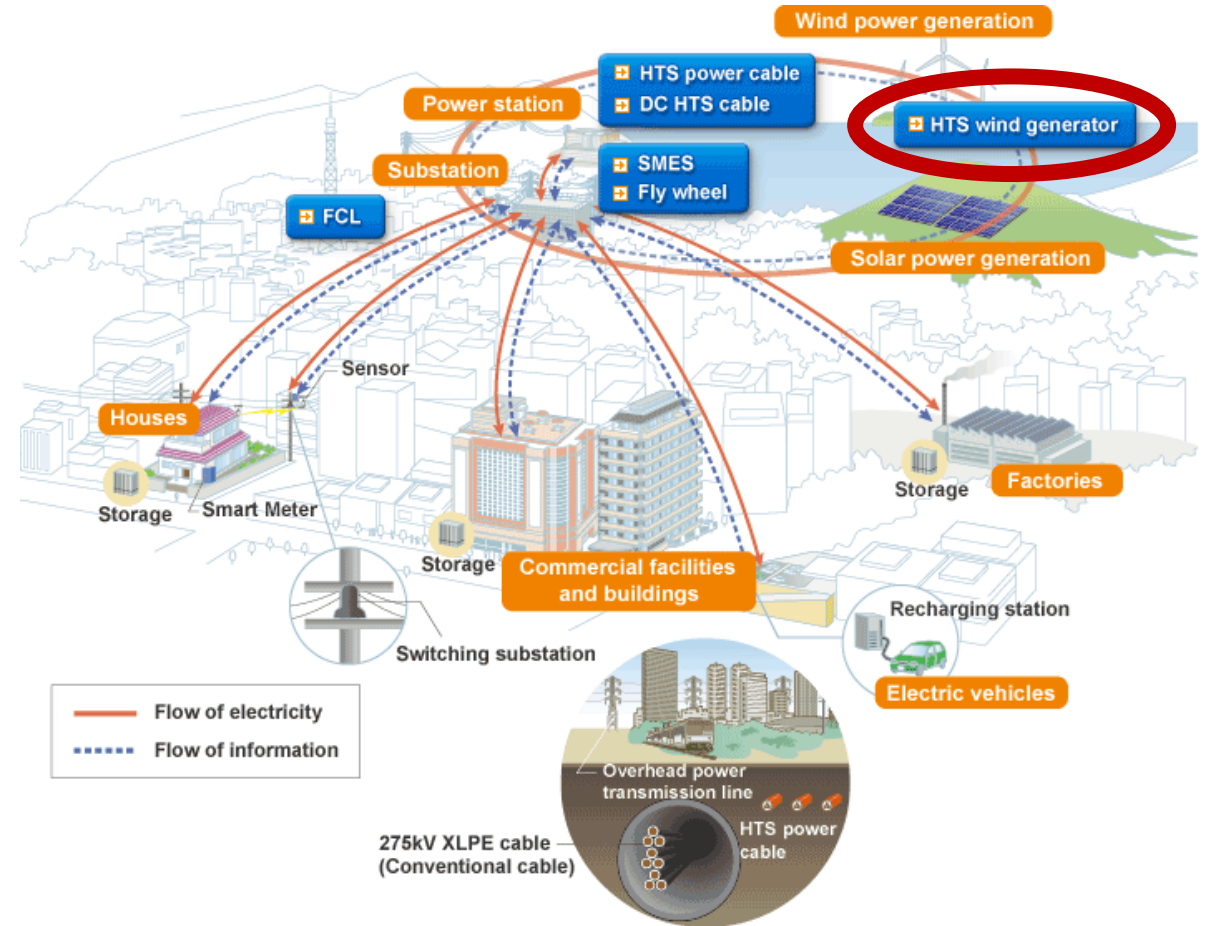 Wind power generation
HTS power cable
DC HTS cable
Power station
HTS wind generator
Substation
SMES
Fly wheel
FCL
Solar power generation
Sensor
Houses
Storage
Smart Meter
Storage
Factories
Storage
Commercial facilities
and buildings
Recharging station
Switching substation
Electric vehicles
Flow of electricity
Flow of information
Overhead power
transmission line
HTS power
cable
275kV XLPE cable
(Conventional cable)